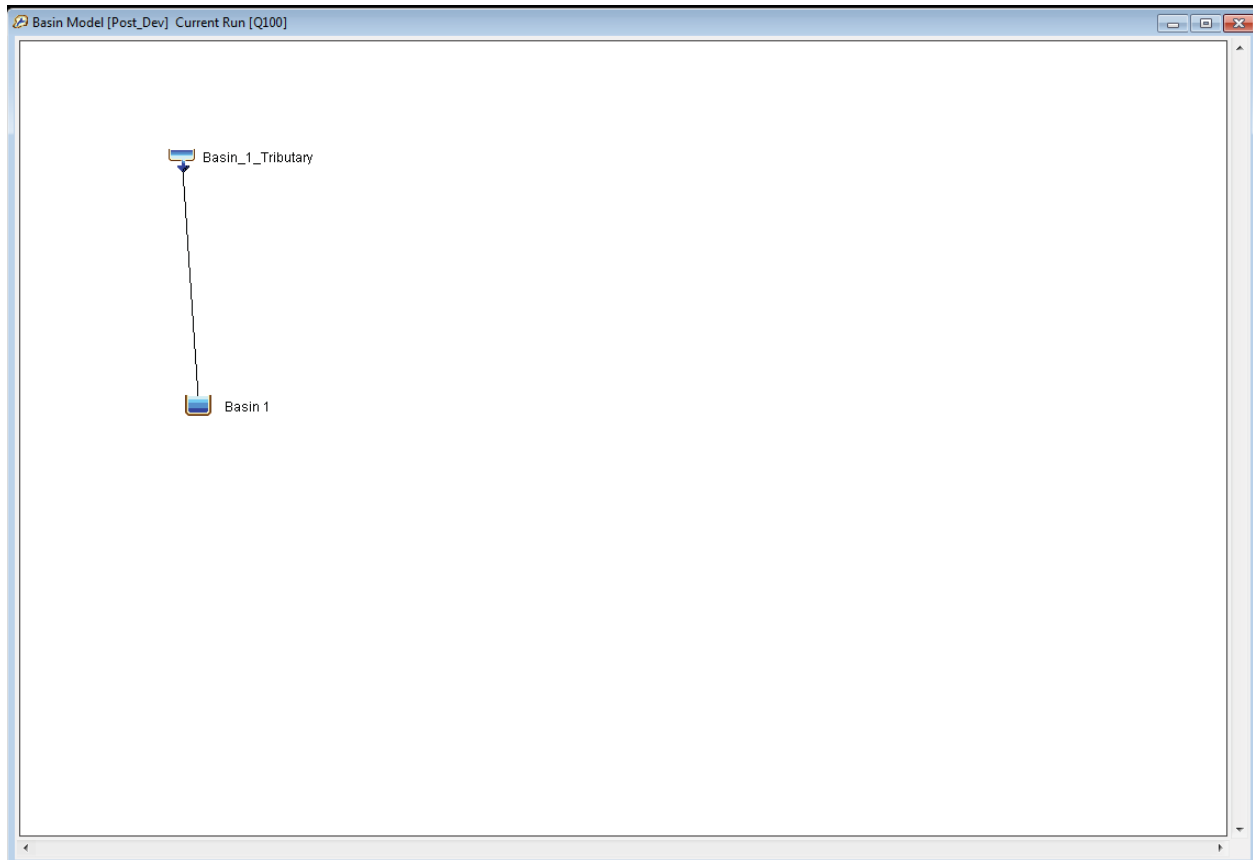 Basin Model [Post_Dev] Current Run [Q100]
Basin_1_Tributary
Basin 1